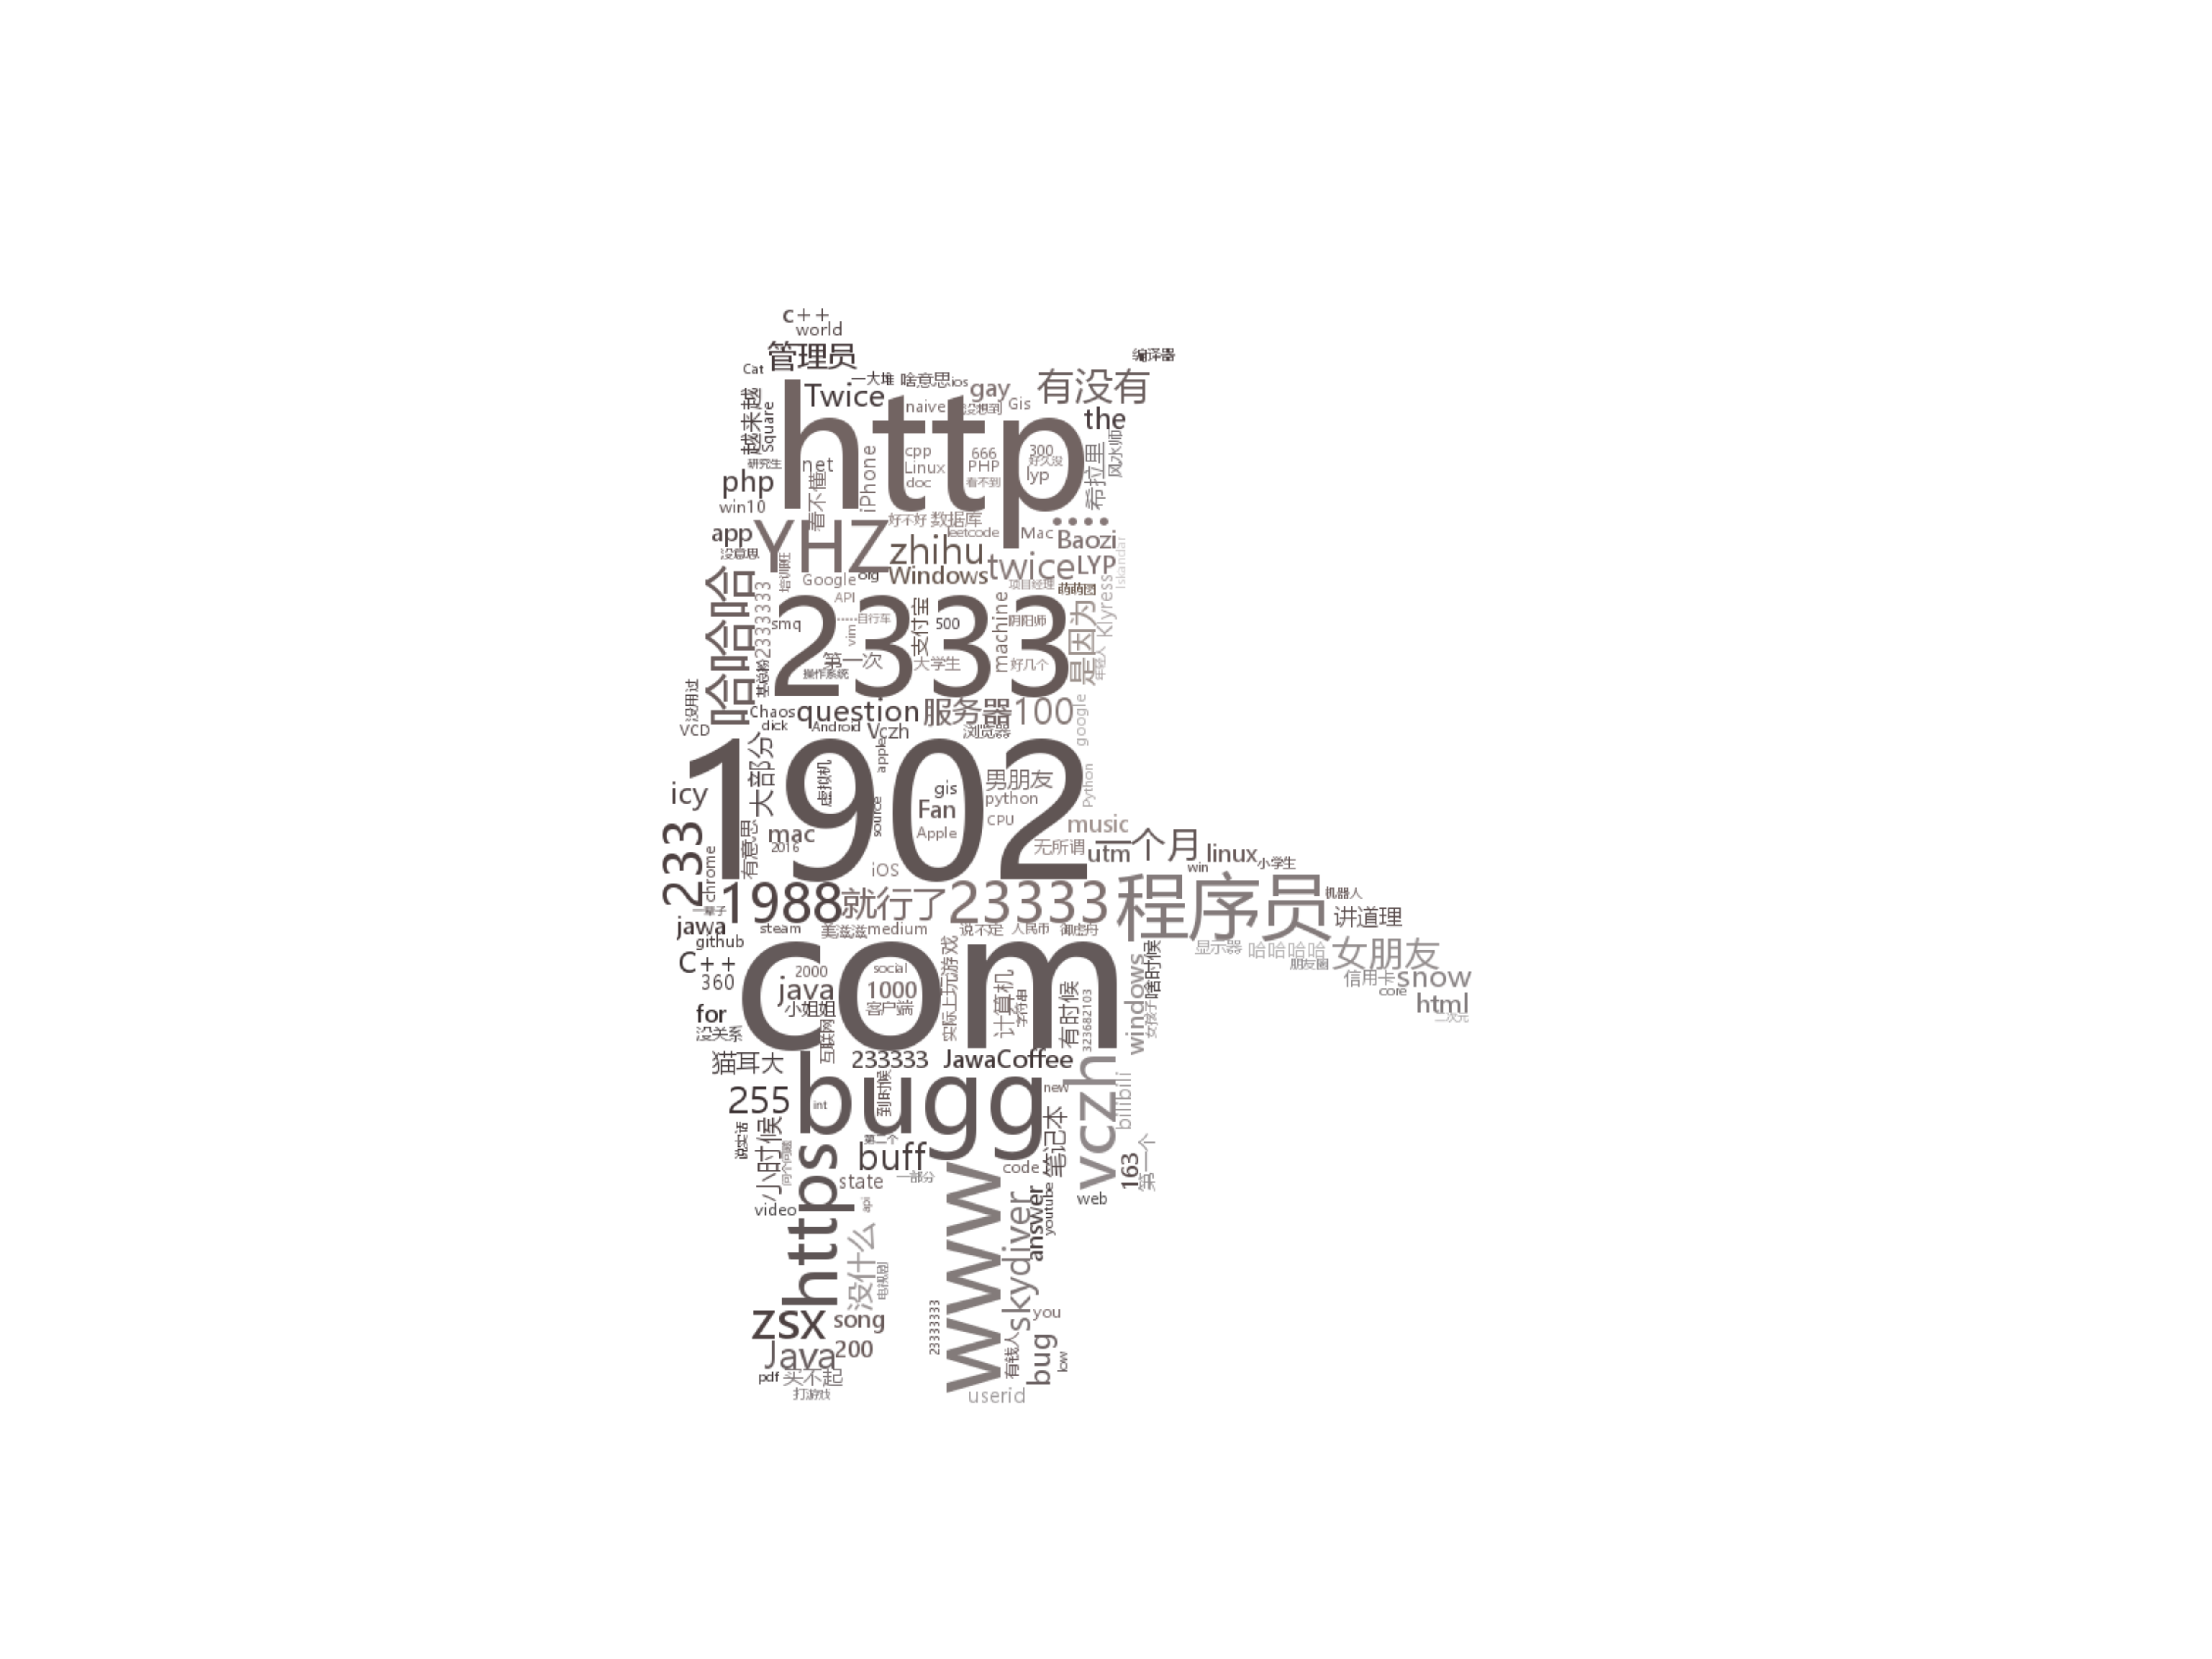 c++
world
管理员
编译器
Cat
一大堆
啥意思
ios
gay
有没有
Twice
越来越
Square
http
naive
没想到
Gis
the
研究生
net
iPhone
cpp
Linux
doc
666
PHP
看不到
300
好久没
lyp
希拉里
风水师
php
看不懂
win10
好不好
数据库
leetcode
Mac
....
app
YHZ
zhihu
Baozi
没意思
培训班
Google
org
Windows
twice
LYP
Iskandar
哈哈哈
2333333
API
项目经理
萌萌团
Klyress
2333
smq
......
自行车
vim
支付宝
500
machine
阴阳师
是因为
年轻人
第一次
大学生
好几个
操作系统
没用过
Chaos
question
服务器
100
google
VCD
dick
Android
Vczh
浏览器
1902
大部分
虚拟机
apple
gis
男朋友
python
Python
icy
Fan
source
Apple
CPU
music
233
有意思
mac
2016
无所谓
utm
一个月
linux
小学生
chrome
iOS
win
1988
就行了
23333
程序员
机器人
讲道理
一辈子
jawa
steam
美滋滋
medium
说不定
人民币
御虚舟
github
显示器
哈哈哈哈
女朋友
朋友圈
C++
360
com
2000
social
java
1000
小姐姐
客户端
实际上
玩游戏
计算机
字符串
有时候
323682103
windows
啥时候
女孩子
信用卡
snow
core
html
二次元
for
没关系
互联网
猫耳大
233333
JawaCoffee
bugg
int
到时候
new
vczh
bilibili
255
说实话
小时候
问个问题
第二个
buff
笔记本
https
state
一部分
code
163
第一个
video
api
www
skydiver
answer
youtube
web
没什么
电视剧
zsx
song
23333333
you
Java
200
有钱人
bug
low
pdf
买不起
打游戏
userid